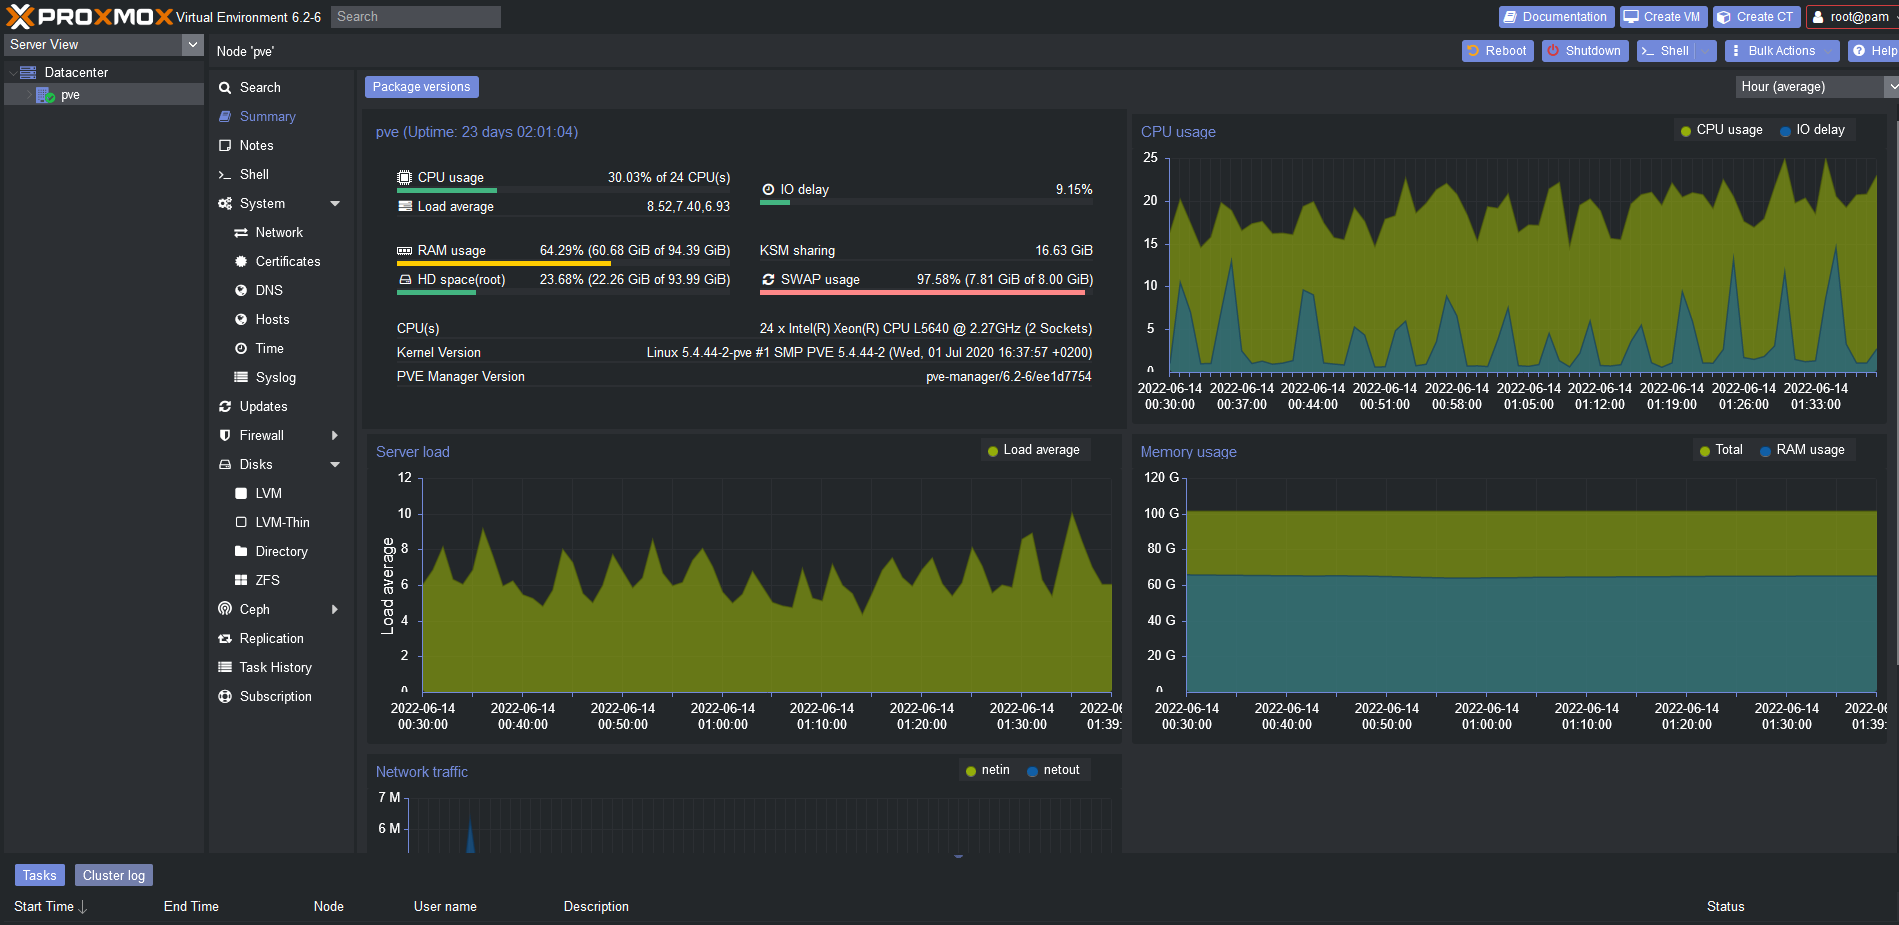 PROXMOX Virtual Environment 6.2-6 Search Documentation Create VM Create CT root@pam
Server View
Node 'pve' Reboot Shutdown Shell Bulk Actions Help
Datacenter
pve
Search
Summary
Notes
Shell
System
Network
Certificates
DNS
Hosts
Time
Syslog
Updates
Firewall
Disks
LVM
LVM-Thin
Directory
ZFS
Ceph
Replication
Task History
Subscription
Package versions Hour (average)
pve (Uptime: 23 days 02:01:04)
CPU usage 30.03% of 24 CPU(s)
Load average 8.52,7.40,6.93
IO delay 9.15%
RAM usage 64.29% (60.68 GiB of 94.39 GiB)
KSM sharing 16.63 GiB
HD space(root) 23.68% (22.26 GiB of 93.99 GiB)
SWAP usage 97.58% (7.81 GiB of 8.00 GiB)
CPU(s) 24 x Intel(R) Xeon(R) CPU L5640 @ 2.27GHz (2 Sockets)
Kernel Version Linux 5.4.44-2-pve #1 SMP PVE 5.4.44-2 (Wed, 01 Jul 2020 16:37:57 +0200)
PVE Manager Version pve-manager/6.2-6/ee1d7754
CPU usage
CPU usage IO delay
25
20
15
10
5
0
2022-06-14 2022-06-14 2022-06-14 2022-06-14 2022-06-14 2022-06-14 2022-06-14 2022-06-14 2022-06-14 2022-06-14
00:30:00 00:37:00 00:44:00 00:51:00 00:58:00 01:05:00 01:12:00 01:19:00 01:26:00 01:33:00
Server load
Load average
Load average
12
10
8
6
4
2
0
2022-06-14 2022-06-14 2022-06-14 2022-06-14 2022-06-14 2022-06-14 2022-06-14 2022-06
00:30:00 00:40:00 00:50:00 01:00:00 01:10:00 01:20:00 01:30:00 01:39:
Memory usage
Total RAM usage
120 G
100 G
80 G
60 G
40 G
20 G
0
2022-06-14 2022-06-14 2022-06-14 2022-06-14 2022-06-14 2022-06-14 2022-06-14 2022-06
00:30:00 00:40:00 00:50:00 01:00:00 01:10:00 01:20:00 01:30:00 01:39:
Network traffic
netin netout
7 M
6 M
Tasks Cluster log
Start Time End Time Node User name Description Status